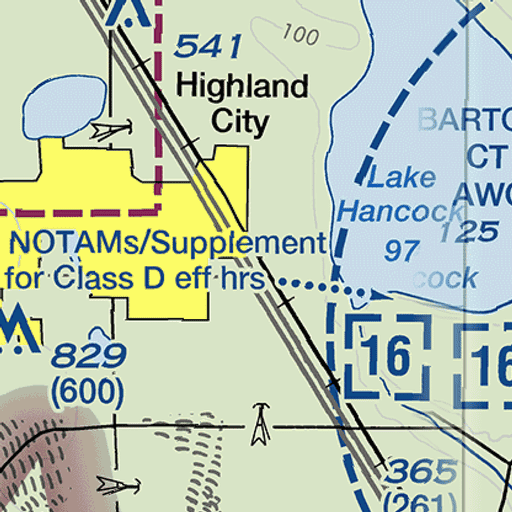 100
541
Highland
City
BARTO
CT
Lake
AWO
Hancock
125
97
cock
NOTAMs/Supplement
for Class D eff hrs
16
16
829
(600)
365
(261)